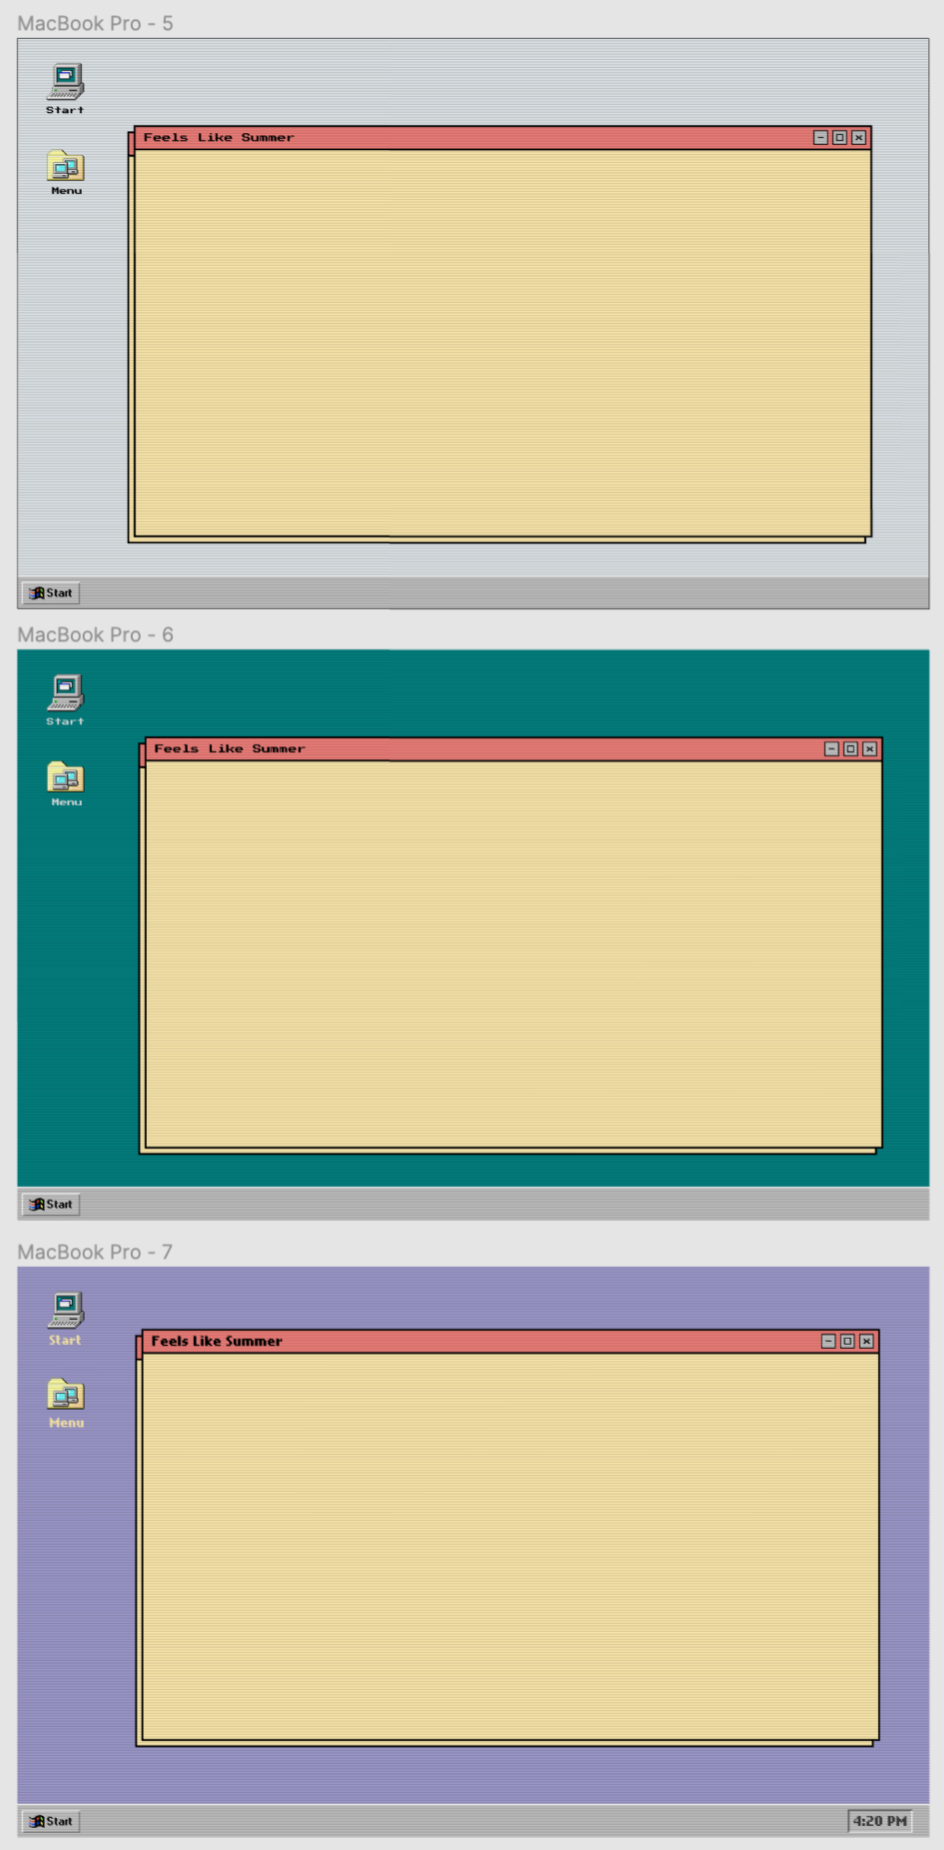 MacBook Pro - 5
Start
Feels Like Summer
Menu
Start
MacBook Pro - 6
Start
Feels Like Summer
Menu
Start
MacBook Pro - 7
Start
Feels Like Summer
Menu
Start
4:20 PM